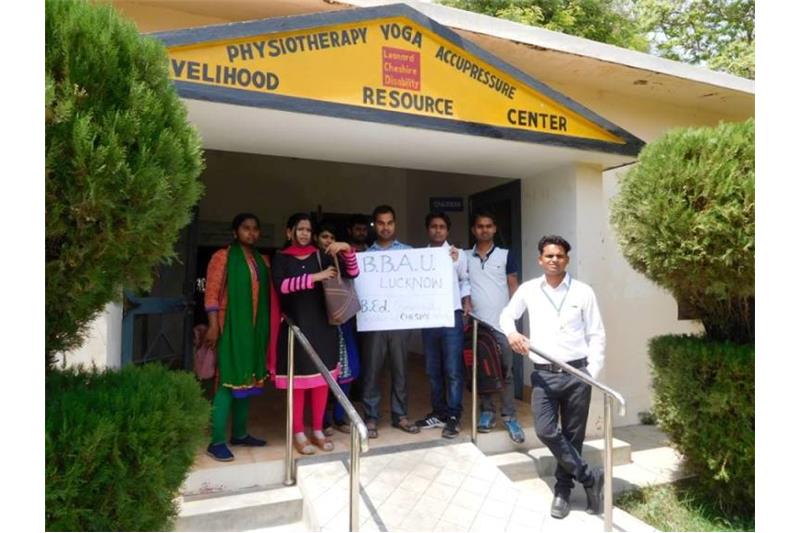 PHYSIOTHERAPY YOGA ACCUPRESSURE
Leonard
Cheshire
Disability
VELIHOOD RESOURCE CENTER
B.B.A.U.
LUCKNOW
B.Ed.